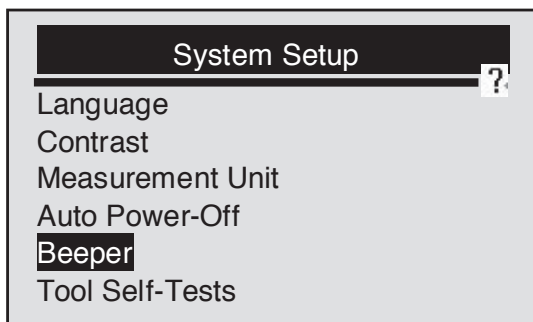 System Setup
?
Language
Contrast
Measurement Unit
Auto Power-Off
Beeper
Tool Self-Tests